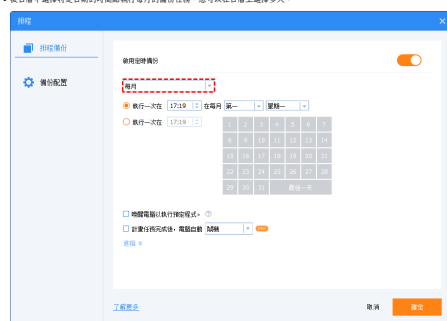 排程
排程備份
備份配置
啟用定時備份
每月
執行一次在 17:19 在每月 第一 星期一
執行一次在 17:19
1 2 3 4 5 6 7
8 9 10 11 12 13 14
15 16 17 18 19 20 21
22 23 24 25 26 27 28
29 30 31 最後一天
喚醒電腦以執行預定程式。
計畫任務完成後，電腦自動 關機
進階
了解更多
取消 確定